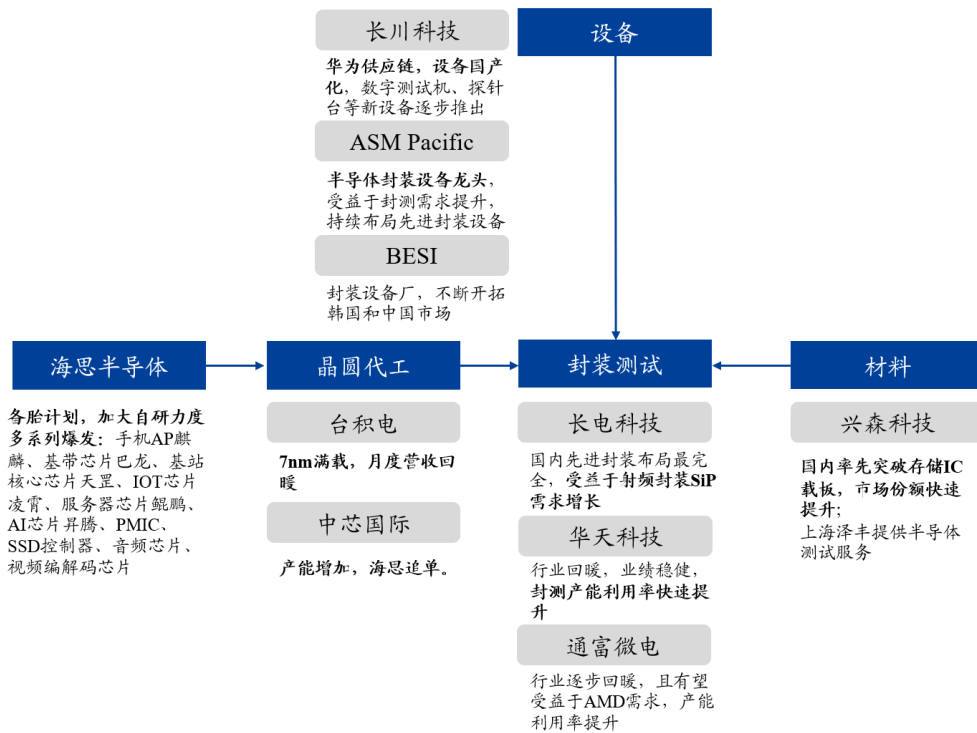 长川科技
华为供应链，设备国产
化，数字测试机、探针
台等新设备逐步推出
ASM Pacific
半导体封装设备龙头，
受益于封测需求提升，
持续布局先进封装设备
BESI
封装设备厂，不断开拓
韩国和中国市场
设备
海思半导体
备胎计划，加大自研力度
多系列爆发：手机AP麒
麟、基带芯片巴龙、基站
核心芯片天罡、IOT芯片
凌霄、服务器芯片鲲鹏、
AI芯片昇腾、PMIC、
SSD控制器、音频芯片、
视频编解码芯片
晶圆代工
台积电
7nm满载，月度营收回
暖
中芯国际
产能增加，海思追单。
封装测试
长电科技
国内先进封装布局最完
全，受益于射频封装SiP
需求增长
华天科技
行业回暖，业绩稳健，
封测产能利用率快速提
升
通富微电
行业逐步回暖，且有望
受益于AMD需求，产能
利用率提升
材料
兴森科技
国内率先突破存储IC
载板，市场份额快速
提升；
上海泽丰提供半导体
测试服务